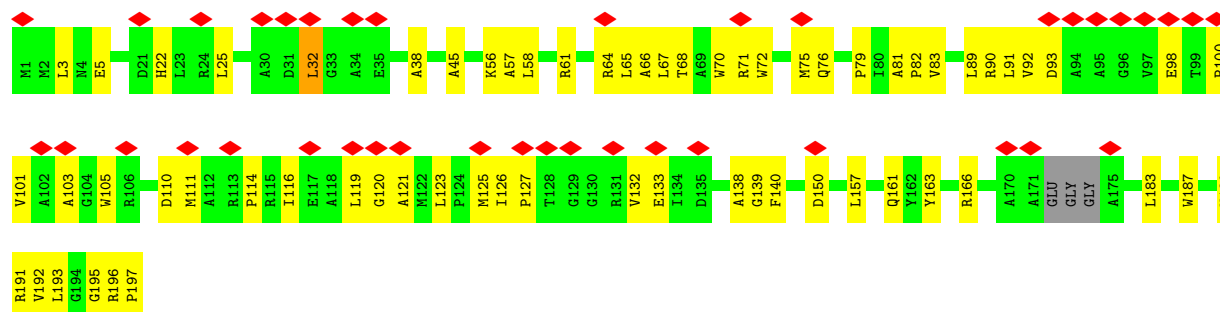 M1 M2 L3 N4 E5 D21 H22 L23 R24 L25 A30 D31 L32 G33 A34 E35 A38 A45 K56 A57 L58 R61 R64 L65 A66 L67 T68 A69 W70 R71 W72 M75 Q76 P79 I80 A81 P82 V83 L89 R90 L91 V92 D93 A94 A95 G96 V97 E98 T99
V101 A102 A103 G104 W105 R106 D110 M111 A112 R113 P114 R115 I116 E117 A118 L119 G120 A121 M122 L123 P124 M125 I126 P127 T128 G129 G130 R131 V132 E133 I134 D135 A138 G139 F140 D150 L157 Q161 Y162 Y163 R166 A170 A171 GLU GLY GLY A175 L183 W187
R191 V192 L193 G194 G195 R196 P197